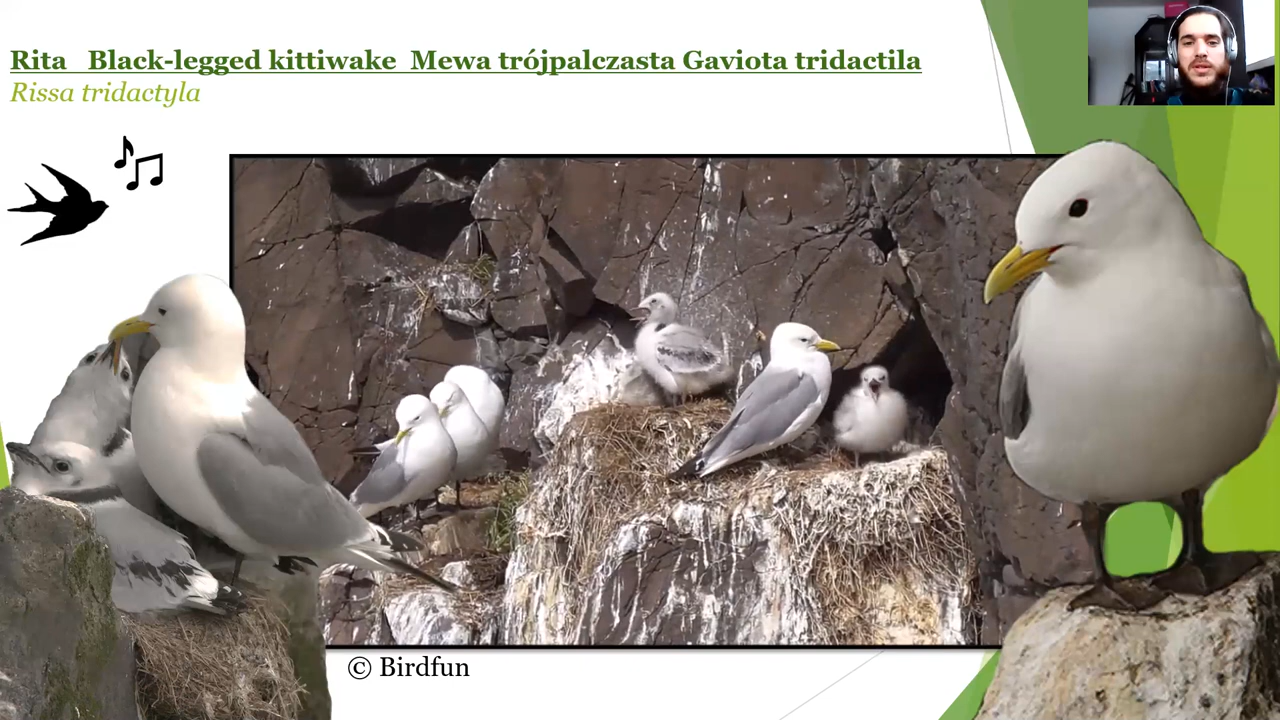 Rita   Black-legged kittiwake  Mewa trójpalczasta Gaviota tridactila
Rissa tridactyla
© Birdfun